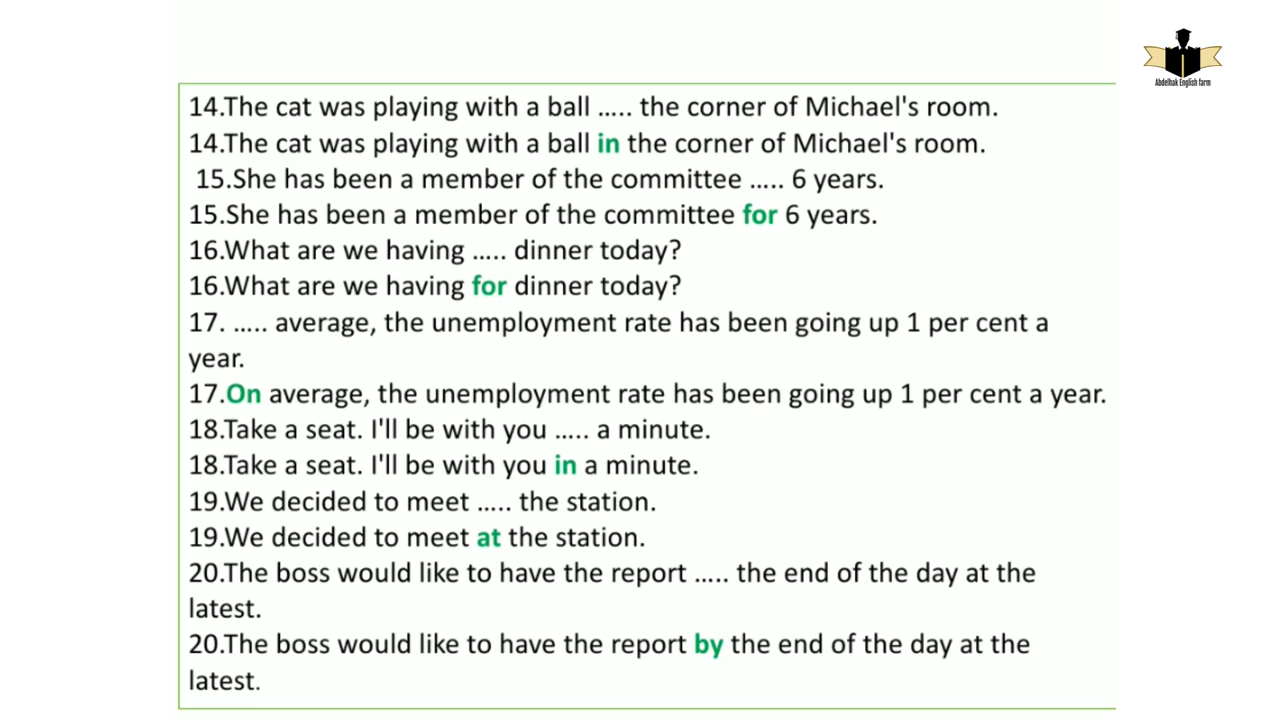 Abdelhak English farm
14.The cat was playing with a ball ….. the corner of Michael's room.
14.The cat was playing with a ball in the corner of Michael's room.
15.She has been a member of the committee ….. 6 years.
15.She has been a member of the committee for 6 years.
16.What are we having ….. dinner today?
16.What are we having for dinner today?
17. ….. average, the unemployment rate has been going up 1 per cent a
year.
17.On average, the unemployment rate has been going up 1 per cent a year.
18.Take a seat. I'll be with you ….. a minute.
18.Take a seat. I'll be with you in a minute.
19.We decided to meet ….. the station.
19.We decided to meet at the station.
20.The boss would like to have the report ….. the end of the day at the
latest.
20.The boss would like to have the report by the end of the day at the
latest.